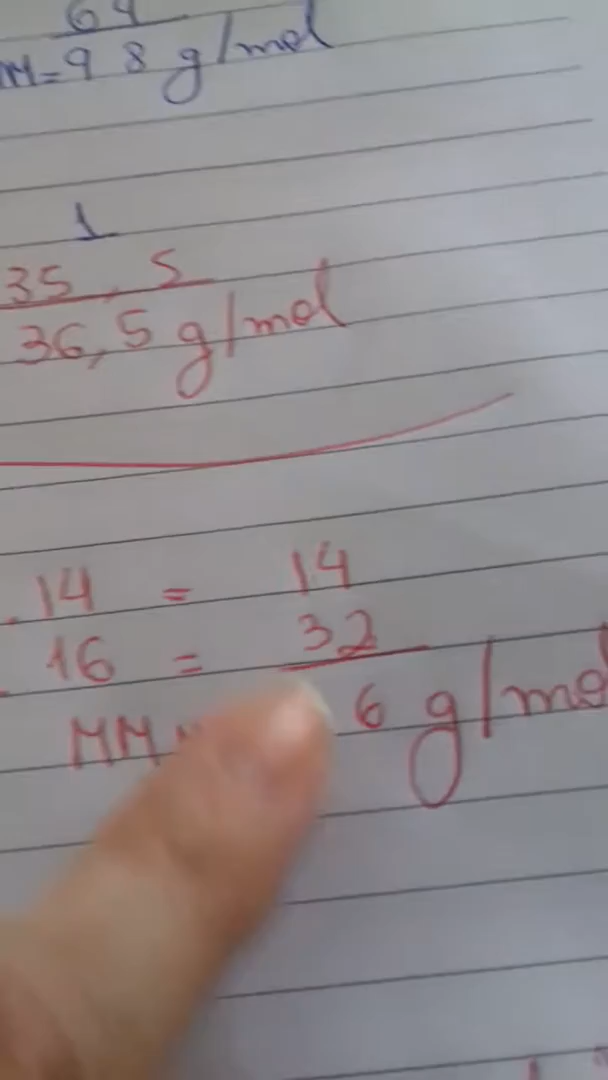 64
M=98 g/mol
1
35,5
36,5 g/mol
.14 = 14
16 = 32
MM 6 g/mol